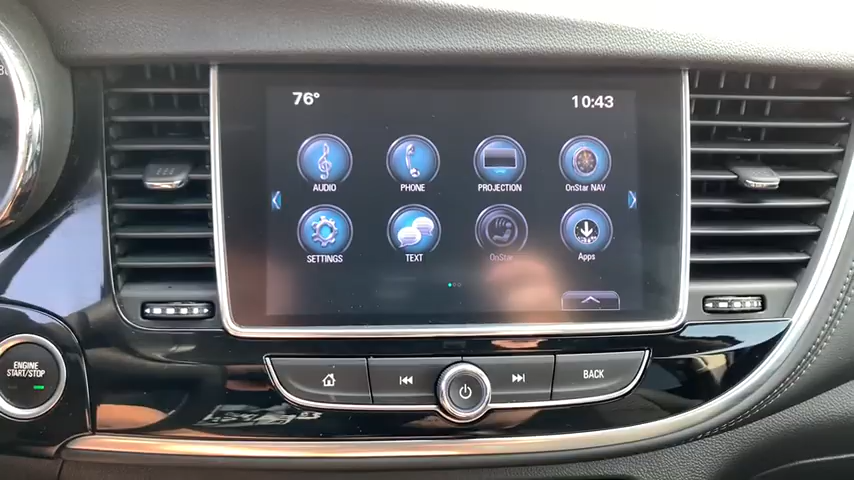 76° 10:43
AUDIO PHONE PROJECTION OnStar NAV
SETTINGS TEXT OnStar Apps
ENGINE
START/STOP
BACK